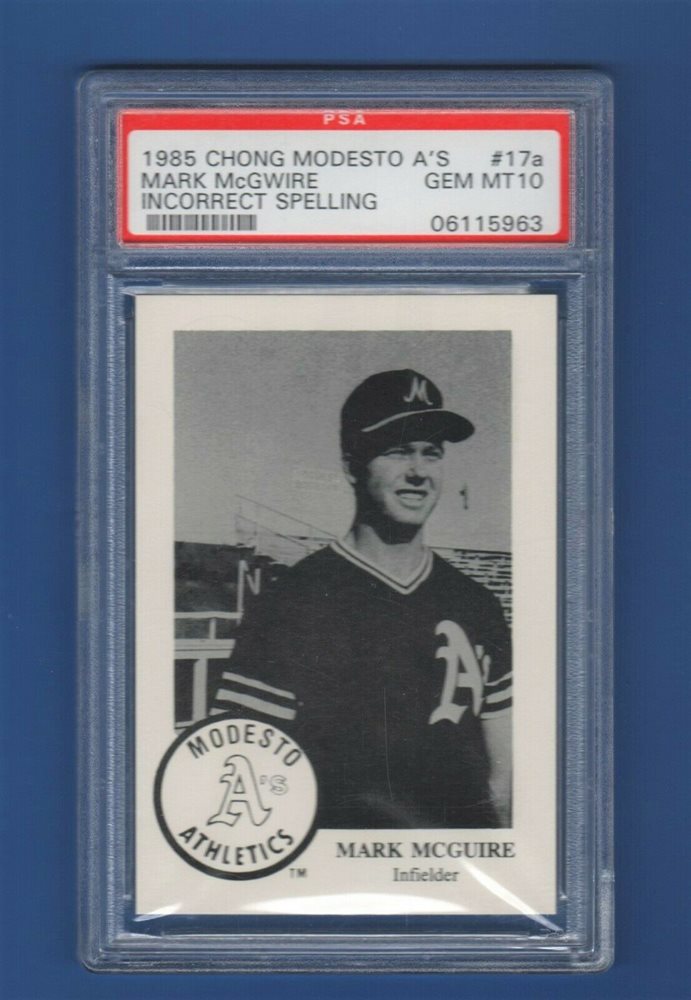 PSA
1985 CHONG MODESTO A'S #17a
MARK McGWIRE GEM MT10
INCORRECT SPELLING
06115963
M
N
A's
MODESTO
A's
ATHLETICS
TM
MARK MCGUIRE
Infielder